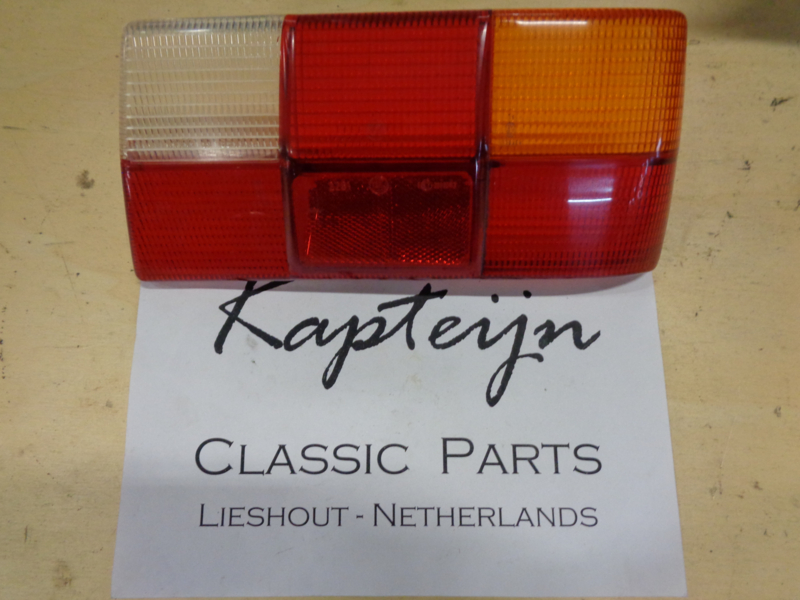 Kapteijn
CLASSIC PARTS
LIESHOUT - NETHERLANDS